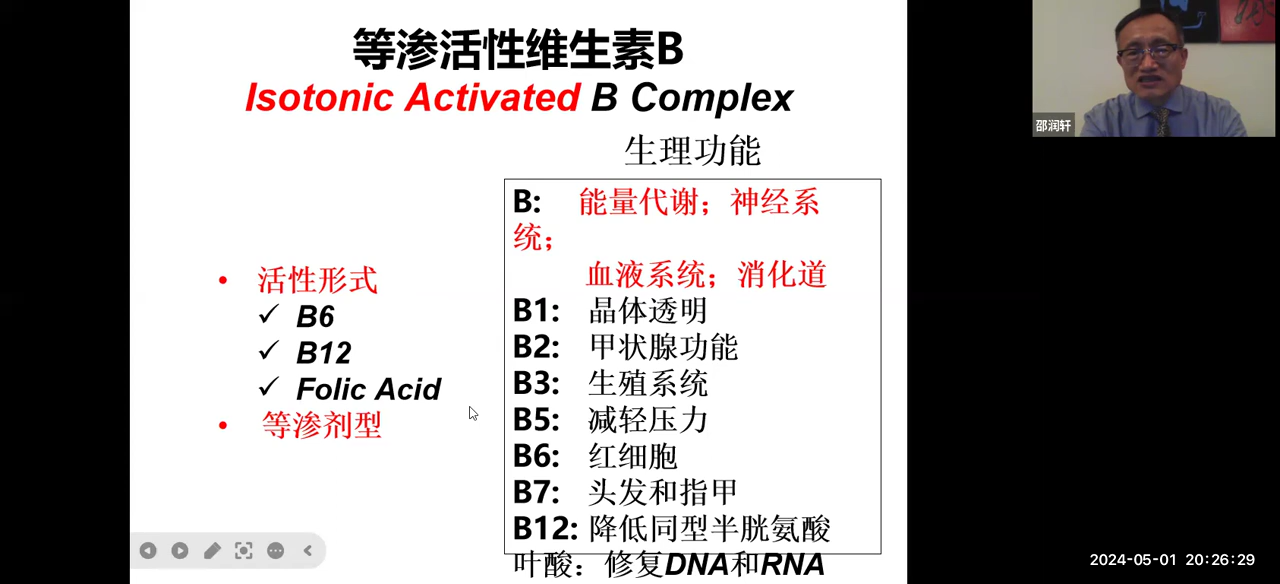 等渗活性维生素B
Isotonic Activated B Complex
生理功能
B: 能量代谢；神经系
统；
血液系统；消化道
B1: 晶体透明
B2: 甲状腺功能
B3: 生殖系统
B5: 减轻压力
B6: 红细胞
B7: 头发和指甲
B12: 降低同型半胱氨酸
叶酸：修复DNA和RNA
• 活性形式
✓ B6
✓ B12
✓ Folic Acid
• 等渗剂型
邵润轩
2024-05-01 20:26:29